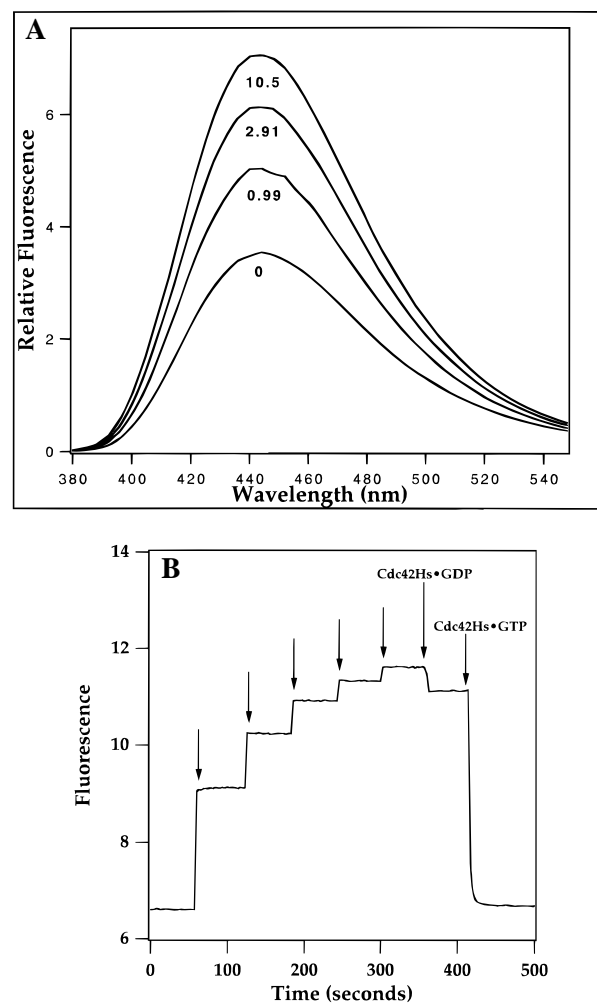 A
10.5
2.91
0.99
0
6
4
2
0
Relative Fluorescence
380 400 420 440 460 480 500 520 540
Wavelength (nm)
B
Cdc42Hs•GDP
Cdc42Hs•GTP
14
12
10
8
6
Fluorescence
0 100 200 300 400 500
Time (seconds)